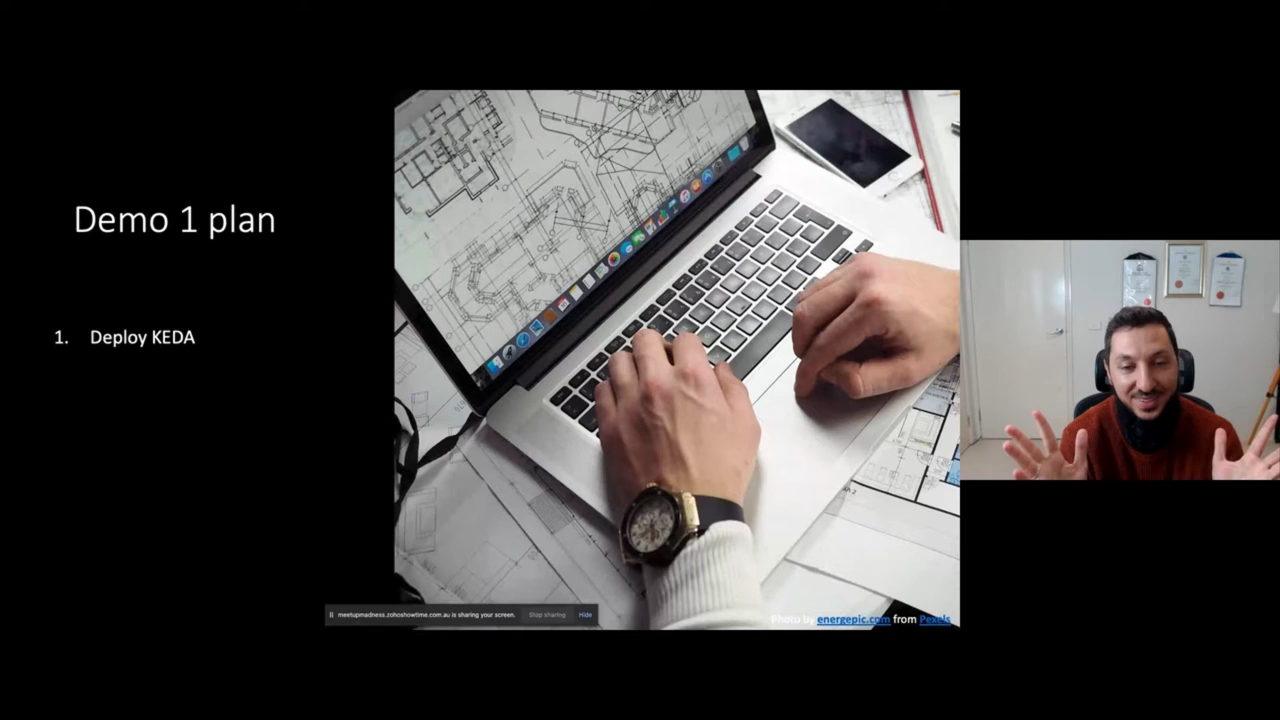 Demo 1 plan
1. Deploy KEDA
meetupmadness.zohoshowtime.com.au is sharing your screen. Stop sharing Hide
Photo by energepic.com from Pexels